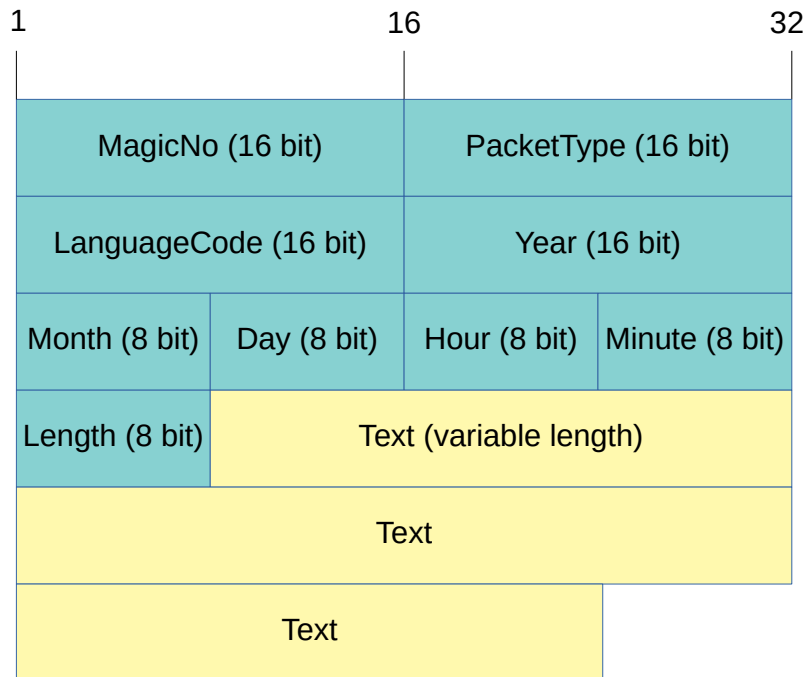 1 16 32
MagicNo (16 bit) PacketType (16 bit)
LanguageCode (16 bit) Year (16 bit)
Month (8 bit) Day (8 bit) Hour (8 bit) Minute (8 bit)
Length (8 bit) Text (variable length)
Text
Text